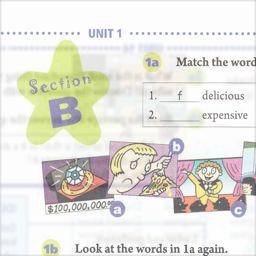 UNIT 1
Section
B
1a Match the word
1. f delicious
2. expensive
$100,000,000.00
a
b
c
1b Look at the words in 1a again.